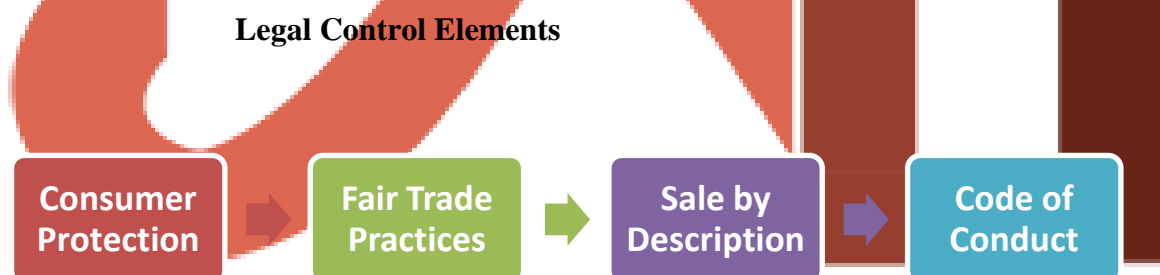 Legal Control Elements
Consumer
Protection
Fair Trade
Practices
Sale by
Description
Code of
Conduct